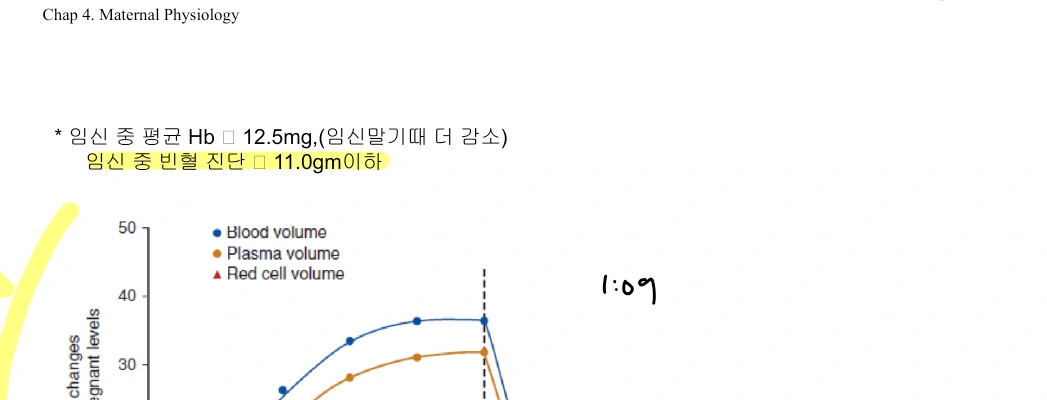 Chap 4. Maternal Physiology
* 임신 중 평균 Hb □ 12.5mg,(임신말기때 더 감소)
임신 중 빈혈 진단 □ 11.0gm이하
50
Blood volume
Plasma volume
Red cell volume
1:09
40
30
changes
egnant levels